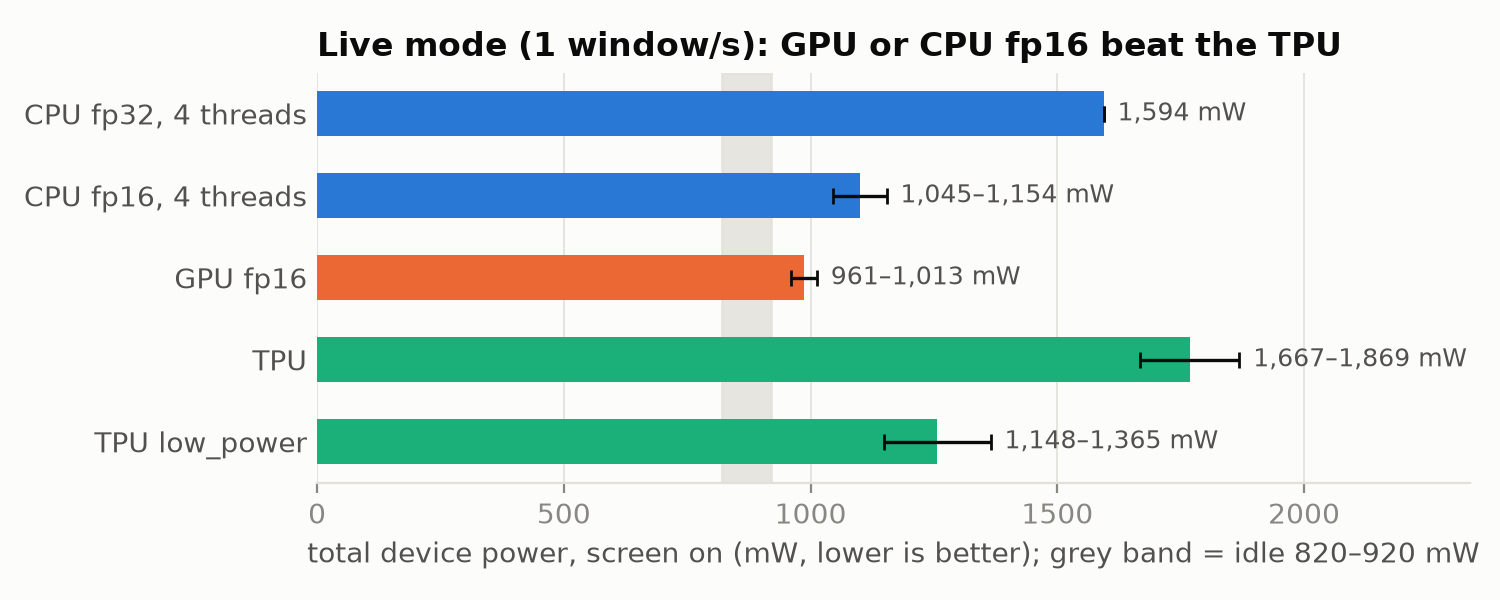 Live mode (1 window/s): GPU or CPU fp16 beat the TPU
CPU fp32, 4 threads
1,594 mW
CPU fp16, 4 threads
1,045–1,154 mW
GPU fp16
961–1,013 mW
TPU
1,667–1,869 mW
TPU low_power
1,148–1,365 mW
0 500 1000 1500 2000
total device power, screen on (mW, lower is better); grey band = idle 820–920 mW